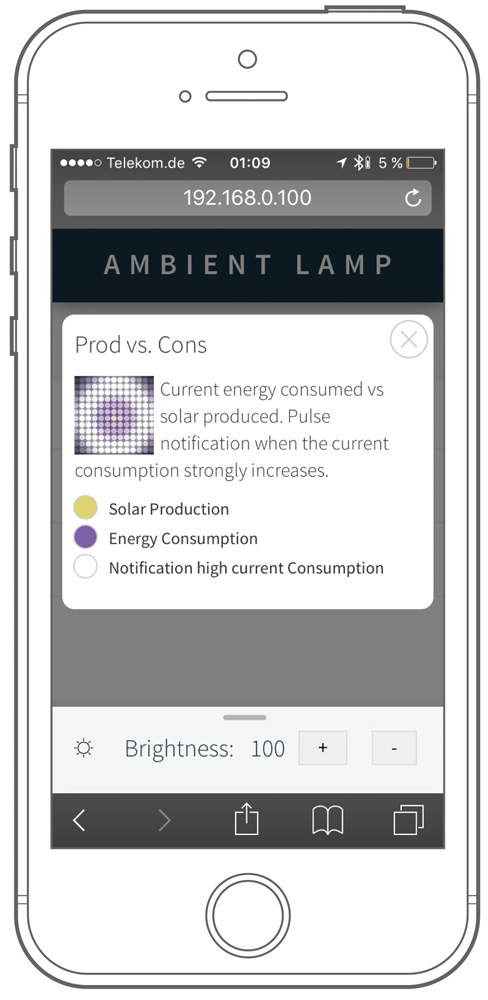 Telekom.de 01:09 5 %
192.168.0.100
AMBIENT LAMP
Prod vs. Cons
Current energy consumed vs
solar produced. Pulse
notification when the current
consumption strongly increases.
Solar Production
Energy Consumption
Notification high current Consumption
Brightness: 100 + -